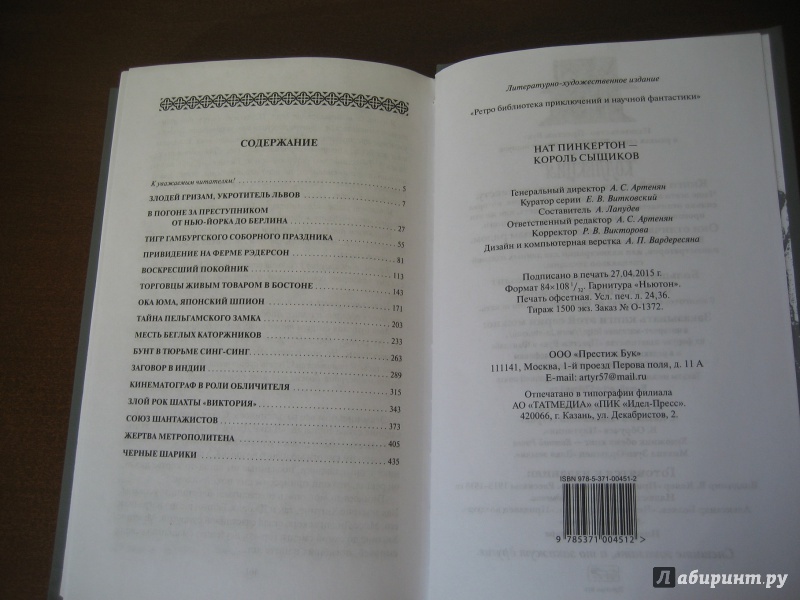 СОДЕРЖАНИЕ
К уважаемым читателям! 5
ЗЛОДЕЙ ГРИЗАМ, УКРОТИТЕЛЬ ЛЬВОВ 7
В ПОГОНЕ ЗА ПРЕСТУПНИКОМ
ОТ НЬЮ-ЙОРКА ДО БЕРЛИНА 27
ТИГР ГАМБУРГСКОГО СОБОРНОГО ПРАЗДНИКА 55
ПРИВИДЕНИЕ НА ФЕРМЕ РЭДЕРСОН 81
ВОСКРЕСШИЙ ПОКОЙНИК 113
ТОРГОВЦЫ ЖИВЫМ ТОВАРОМ В БОСТОНЕ 143
ОКА ЮМА, ЯПОНСКИЙ ШПИОН 171
ТАЙНА ПЕЛЬГАМСКОГО ЗАМКА 203
МЕСТЬ БЕГЛЫХ КАТОРЖНИКОВ 233
БУНТ В ТЮРЬМЕ СИНГ-СИНГ 263
ЗАГОВОР В ИНДИИ 289
КИНЕМАТОГРАФ В РОЛИ ОБЛИЧИТЕЛЯ 315
ЗЛОЙ РОК ШАХТЫ «ВИКТОРИЯ» 343
СОЮЗ ШАНТАЖИСТОВ 373
ЖЕРТВА МЕТРОПОЛИТЕНА 405
ЧЕРНЫЕ ШАРИКИ 435
Литературно-художественное издание
«Ретро библиотека приключений и научной фантастики»
НАТ ПИНКЕРТОН —
КОРОЛЬ СЫЩИКОВ
Генеральный директор А. С. Артенян
Куратор серии Е. В. Витковский
Составитель А. Лапудев
Ответственный редактор А. С. Артенян
Корректор Р. В. Викторова
Дизайн и компьютерная верстка А. П. Вардересяна
Подписано в печать 27.04.2015 г.
Формат 84×108 1/32. Гарнитура «Ньютон».
Печать офсетная. Усл. печ. л. 24,36.
Тираж 1500 экз. Заказ № О-1372.
ООО «Престиж Бук»
111141, Москва, 1-й проезд Перова поля, д. 11 А
E-mail: artyr57@mail.ru
Отпечатано в типографии филиала
АО «ТАТМЕДИА» «ПИК «Идел-Пресс».
420066, г. Казань, ул. Декабристов, 2.
ISBN 978-5-371-00451-2
9 785371 004512 >
Лабиринт.ру